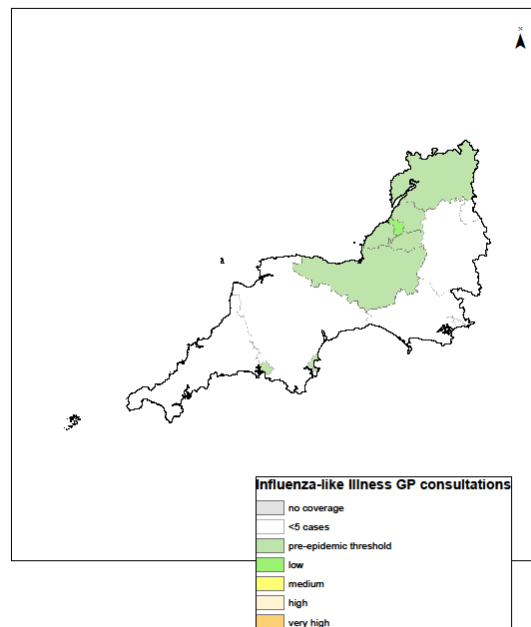 N
Influenza-like Illness GP consultations
no coverage
<5 cases
pre-epidemic threshold
low
medium
high
very high